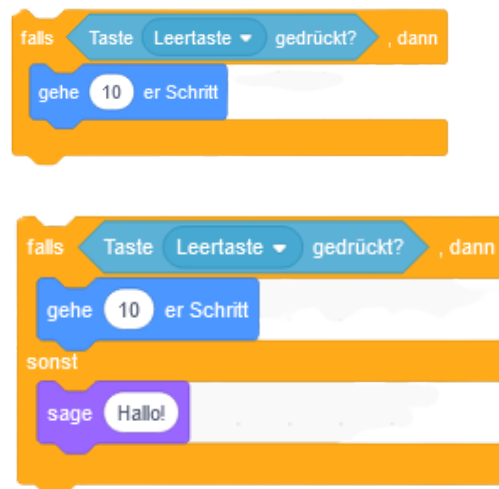 falls Taste Leertaste gedrückt? , dann
gehe 10 er Schritt
falls Taste Leertaste gedrückt? , dann
gehe 10 er Schritt
sonst
sage Hallo!